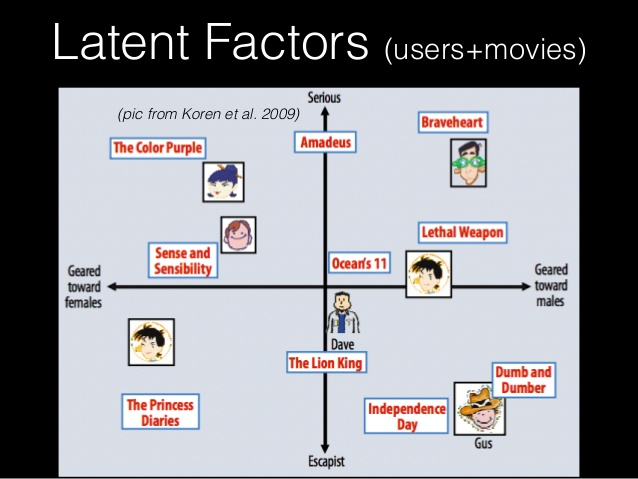 Latent Factors (users+movies)
(pic from Koren et al. 2009)
Serious
Braveheart
The Color Purple
Amadeus
Lethal Weapon
Sense and
Sensibility
Ocean's 11
Geared
toward
females
Geared
toward
males
Dave
The Lion King
Dumb and
Dumber
The Princess
Diaries
Independence
Day
Gus
Escapist